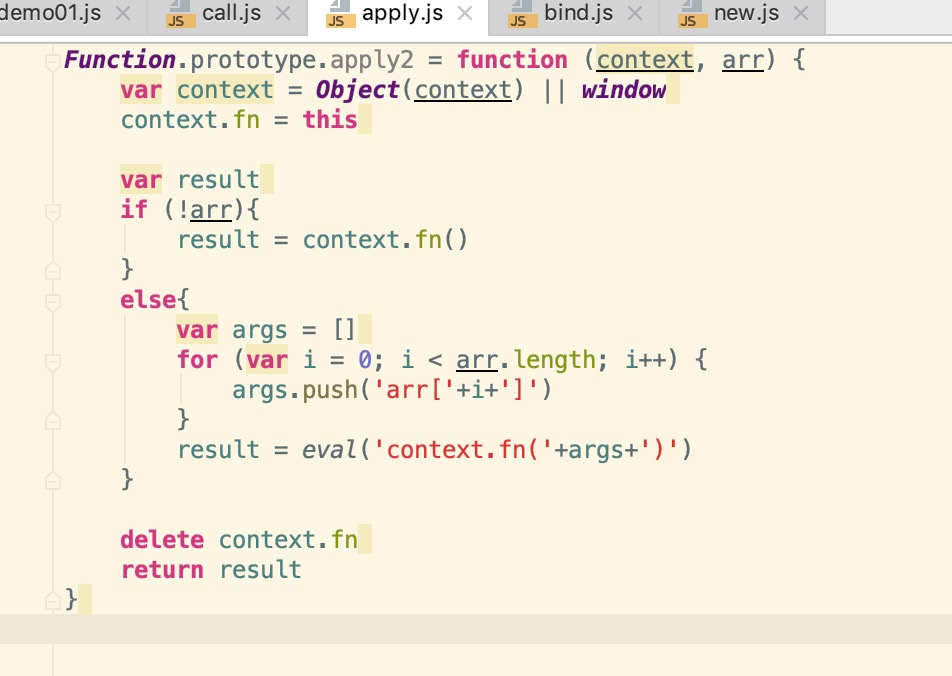 demo01.js call.js apply.js bind.js new.js
JS JS JS JS
Function.prototype.apply2 = function (context, arr) {
    var context = Object(context) || window
    context.fn = this

    var result
    if (!arr){
        result = context.fn()
    }
    else{
        var args = []
        for (var i = 0; i < arr.length; i++) {
            args.push('arr['+i+']')
        }
        result = eval('context.fn('+args+')')
    }

    delete context.fn
    return result
}